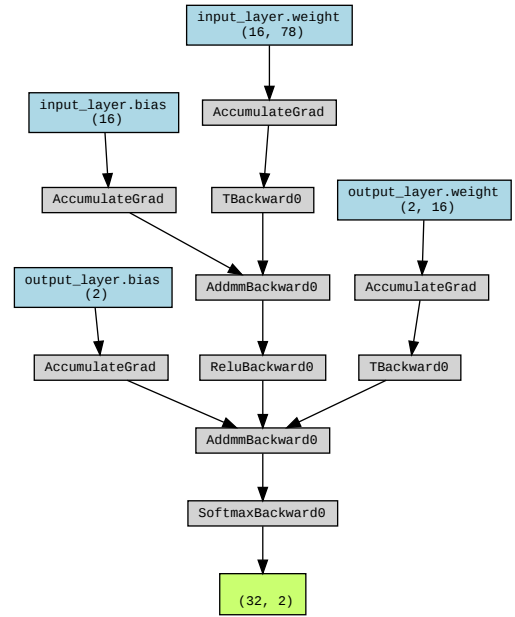 input_layer.weight
(16, 78)
input_layer.bias
(16)
AccumulateGrad
output_layer.weight
(2, 16)
AccumulateGrad
TBackward0
output_layer.bias
(2)
AddmmBackward0
AccumulateGrad
AccumulateGrad
ReluBackward0
TBackward0
AddmmBackward0
SoftmaxBackward0
(32, 2)